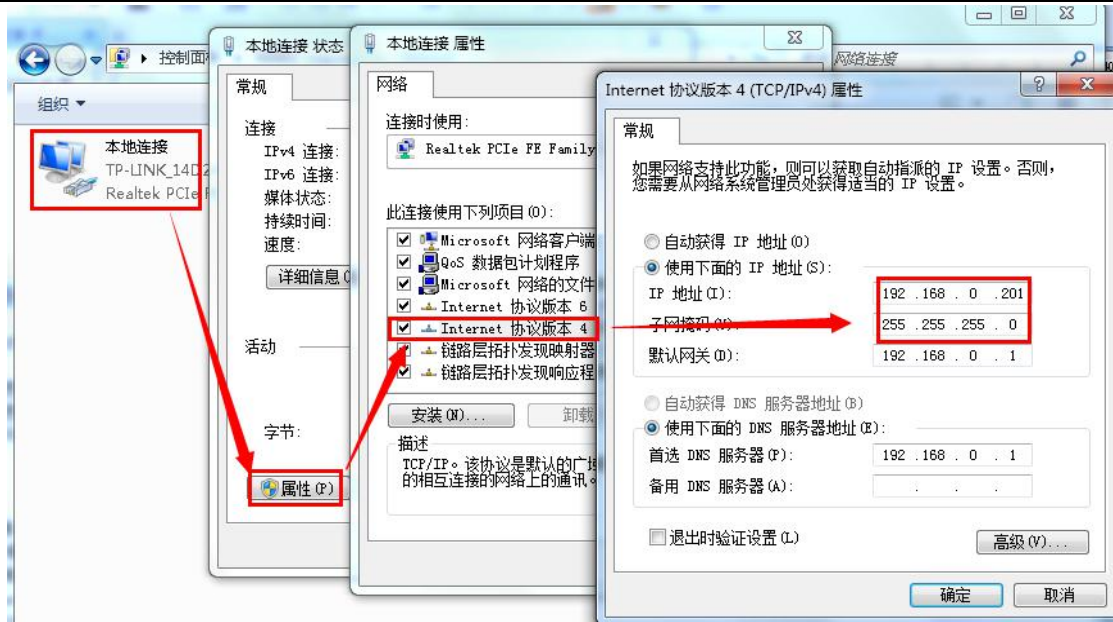 控制面
网络连接
组织
本地连接
TP-LINK_14D2
Realtek PCIe F
本地连接 状态
常规
连接
IPv4 连接:
IPv6 连接:
媒体状态:
持续时间:
速度:
详细信息(
活动
字节:
属性(P)
本地连接 属性
网络
连接时使用:
Realtek PCIe FE Family
此连接使用下列项目(O):
Microsoft 网络客户端
QoS 数据包计划程序
Microsoft 网络的文件
Internet 协议版本 6
Internet 协议版本 4
链路层拓扑发现映射器
链路层拓扑发现响应程
安装(N)...
卸载
描述
TCP/IP。该协议是默认的广域
的相互连接的网络上的通讯。
Internet 协议版本 4 (TCP/IPv4) 属性
常规
如果网络支持此功能，则可以获取自动指派的 IP 设置。否则，
您需要从网络系统管理员处获得适当的 IP 设置。
自动获得 IP 地址(O)
使用下面的 IP 地址(S):
IP 地址(I): 192 .168 . 0 .201
子网掩码(U): 255 .255 .255 . 0
默认网关(D): 192 .168 . 0 . 1
自动获得 DNS 服务器地址(B)
使用下面的 DNS 服务器地址(E):
首选 DNS 服务器(P): 192 .168 . 0 . 1
备用 DNS 服务器(A): . . .
退出时验证设置(L)
高级(V)...
确定
取消